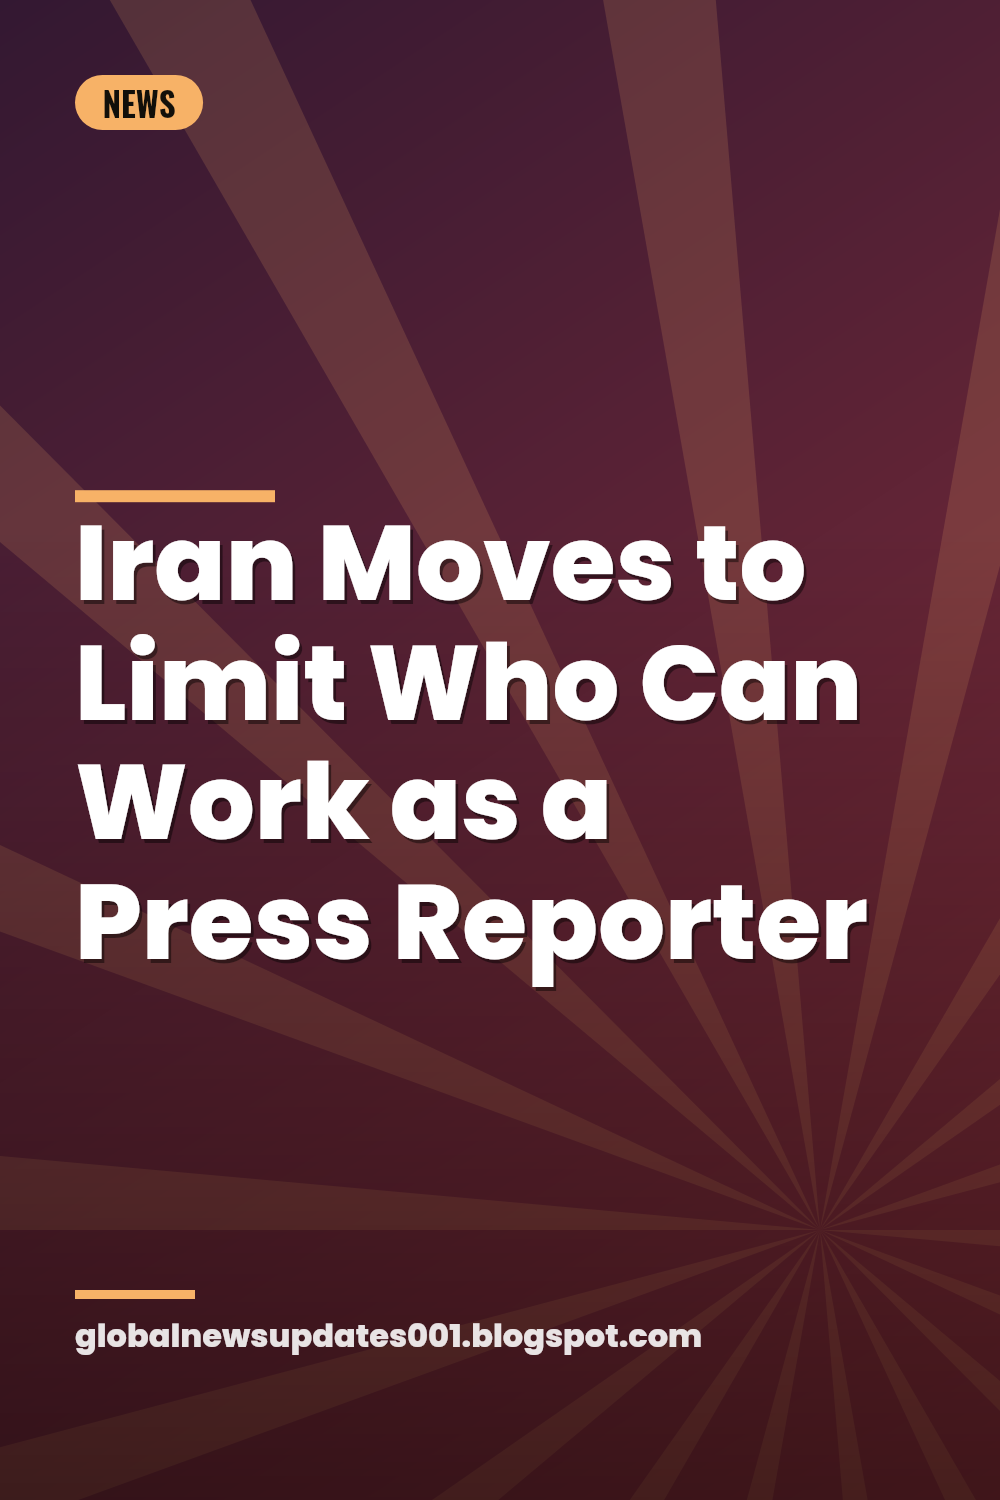 NEWS
Iran Moves to
Limit Who Can
Work as a
Press Reporter
globalnewsupdates001.blogspot.com